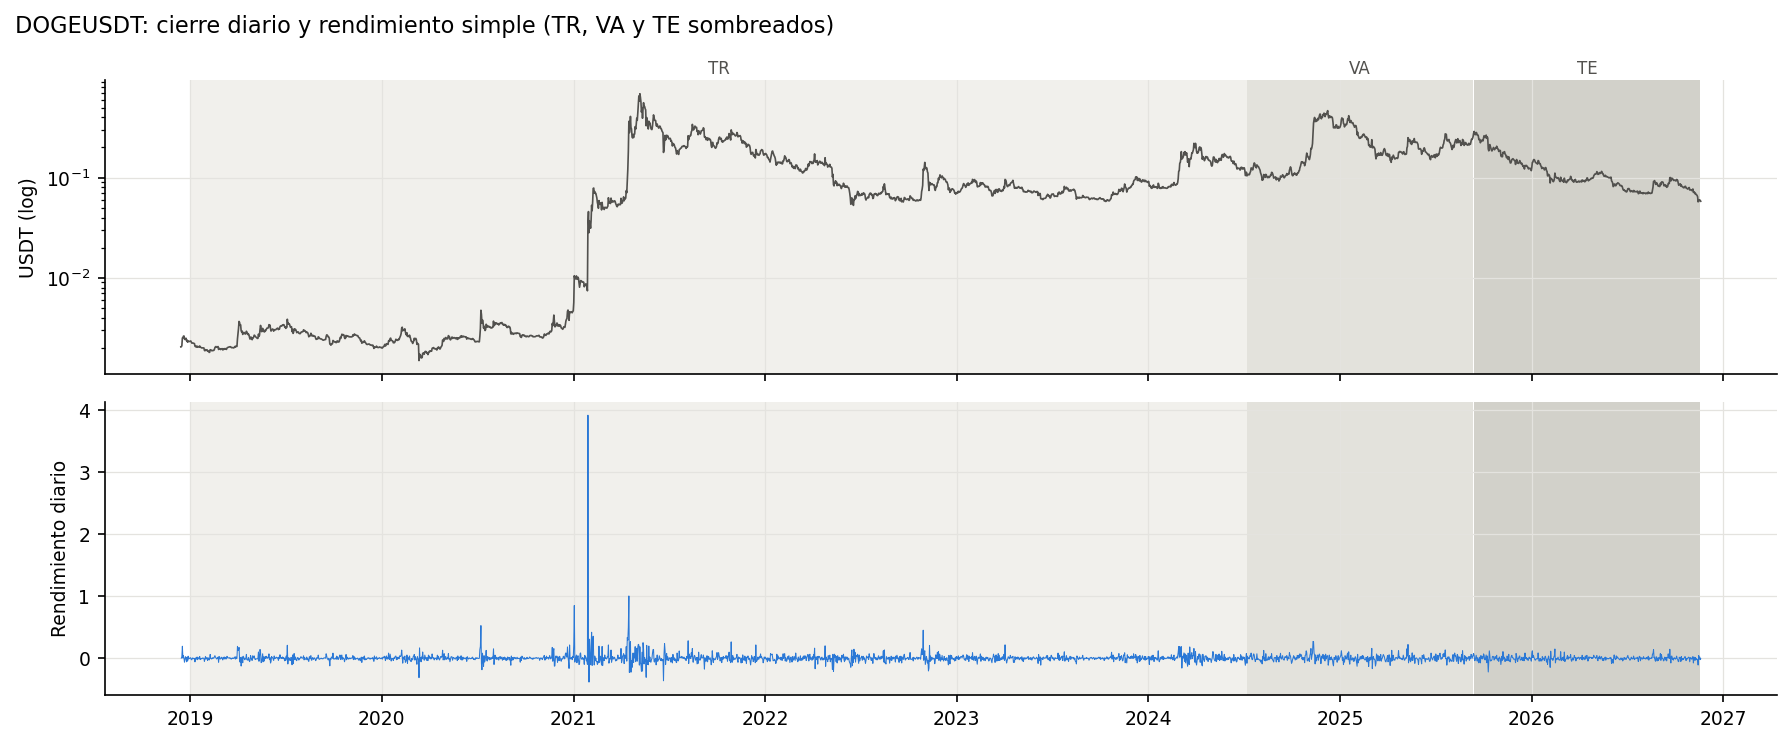 DOGEUSDT: cierre diario y rendimiento simple (TR, VA y TE sombreados)
TR VA TE
USDT (log)
10⁻¹
10⁻²
Rendimiento diario
4
3
2
1
0
2019 2020 2021 2022 2023 2024 2025 2026 2027